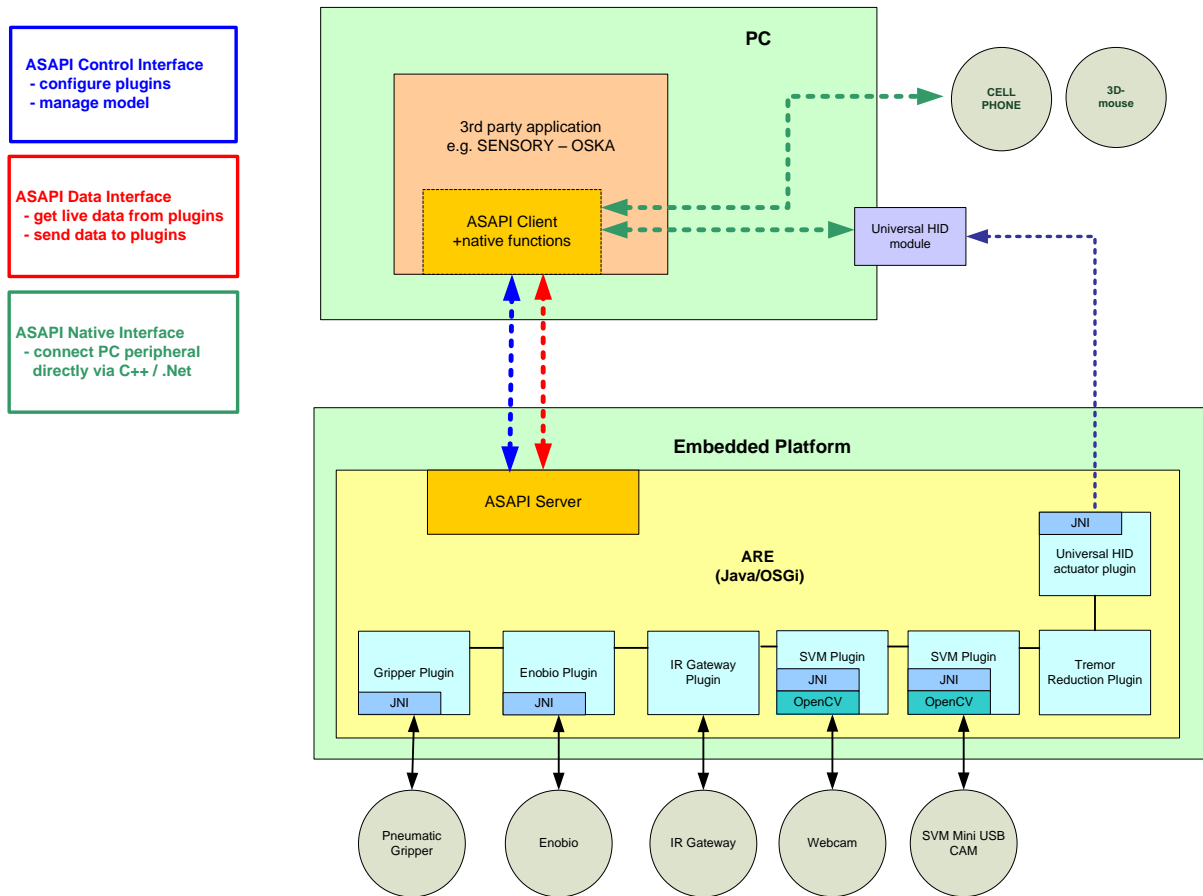 ASAPI Control Interface
- configure plugins
- manage model
ASAPI Data Interface
- get live data from plugins
- send data to plugins
ASAPI Native Interface
- connect PC peripheral
directly via C++ / .Net
PC
3rd party application
e.g. SENSORY – OSKA
ASAPI Client
+native functions
CELL
PHONE
3D-
mouse
Universal HID
module
Embedded Platform
ASAPI Server
ARE
(Java/OSGi)
JNI
Universal HID
actuator plugin
Gripper Plugin
JNI
Enobio Plugin
JNI
IR Gateway
Plugin
SVM Plugin
JNI
OpenCV
SVM Plugin
JNI
OpenCV
Tremor
Reduction Plugin
Pneumatic
Gripper
Enobio
IR Gateway
Webcam
SVM Mini USB
CAM